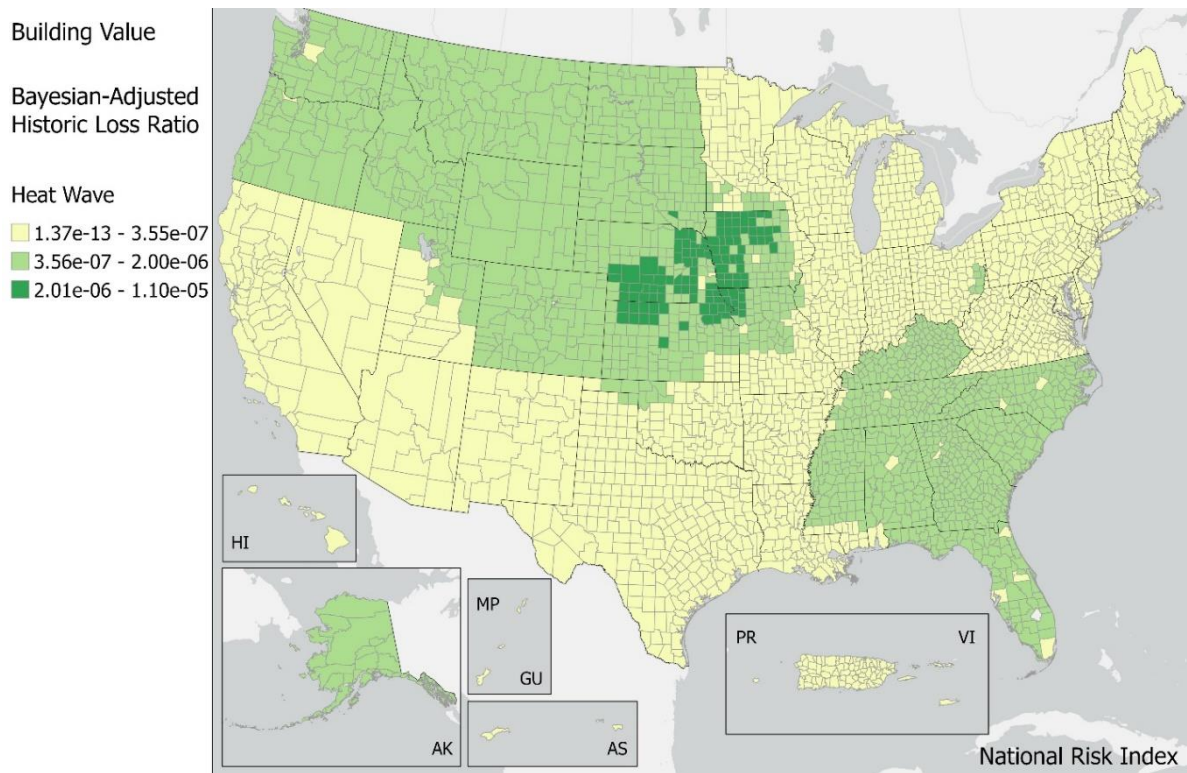 Building Value
Bayesian-Adjusted
Historic Loss Ratio
Heat Wave
1.37e-13 - 3.55e-07
3.56e-07 - 2.00e-06
2.01e-06 - 1.10e-05
HI
AK
MP
GU
AS
PR
VI
National Risk Index